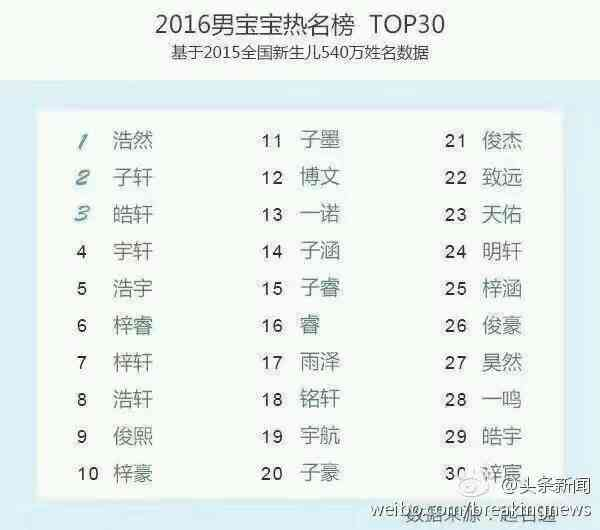 2016男宝宝热名榜 TOP30
基于2015全国新生儿540万姓名数据
1 浩然 11 子墨 21 俊杰
2 子轩 12 博文 22 致远
3 皓轩 13 一诺 23 天佑
4 宇轩 14 子涵 24 明轩
5 浩宇 15 子睿 25 梓涵
6 梓睿 16 睿 26 俊豪
7 梓轩 17 雨泽 27 昊然
8 浩轩 18 铭轩 28 一鸣
9 俊熙 19 宇航 29 皓宇
10 梓豪 20 子豪 30 梓宸
@头条新闻
weibo.com/breakingnews
数据来源：起名通